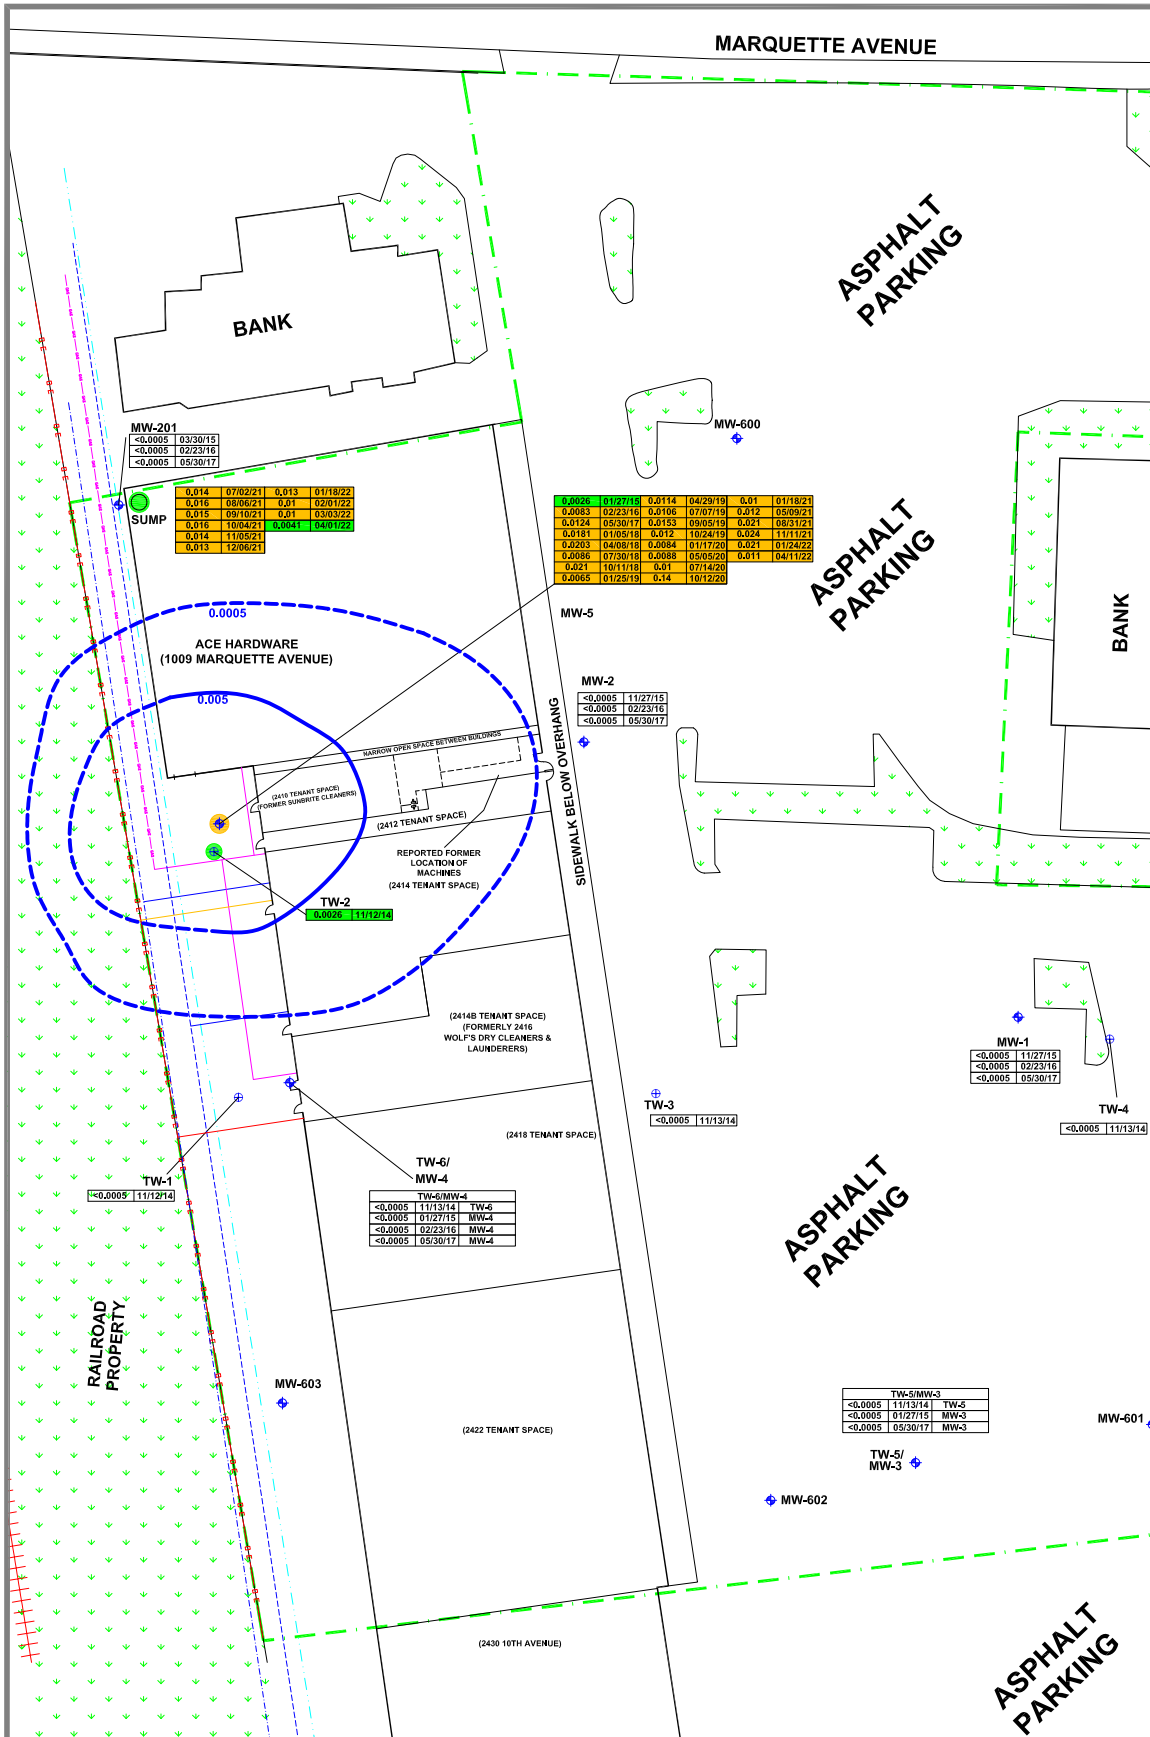 MARQUETTE AVENUE
ASPHALT
PARKING
BANK
MW-201
<0.0005 03/30/15
<0.0005 02/23/16
<0.0005 05/30/17
MW-600
SUMP
0.014 07/02/21 0.013 01/18/22
0.016 08/06/21 0.01 02/01/22
0.015 09/10/21 0.01 03/03/22
0.016 10/04/21 0.0041 04/01/22
0.014 11/05/21
0.013 12/06/21
0.0026 01/27/15 0.0114 04/29/19 0.01 01/18/21
0.0083 02/23/16 0.0106 07/07/19 0.012 05/09/21
0.0124 05/30/17 0.0153 09/05/19 0.021 08/31/21
0.0181 01/05/18 0.012 10/24/19 0.024 11/11/21
0.0203 04/08/18 0.0084 01/17/20 0.021 01/24/22
0.0086 07/30/18 0.0088 05/05/20 0.011 04/11/22
0.021 10/11/18 0.01 07/14/20
0.0065 01/25/19 0.14 10/12/20
ASPHALT
PARKING
BANK
0.0005
MW-5
ACE HARDWARE
(1009 MARQUETTE AVENUE)
0.005
MW-2
<0.0005 11/27/15
<0.0005 02/23/16
<0.0005 05/30/17
SIDEWALK BELOW OVERHANG
NARROW OPEN SPACE BETWEEN BUILDINGS
(2410 TENANT SPACE)
(FORMER SUNBRITE CLEANERS)
(2412 TENANT SPACE)
REPORTED FORMER
LOCATION OF
MACHINES
(2414 TENANT SPACE)
TW-2
0.0026 11/12/14
(2414B TENANT SPACE)
(FORMERLY 2416
WOLF'S DRY CLEANERS &
LAUNDERERS)
MW-1
<0.0005 11/27/15
<0.0005 02/23/16
<0.0005 05/30/17
TW-3
<0.0005 11/13/14
TW-4
<0.0005 11/13/14
(2418 TENANT SPACE)
TW-1
<0.0005 11/12/14
TW-6/
MW-4
TW-6/MW-4
<0.0005 11/13/14 TW-6
<0.0005 01/27/15 MW-4
<0.0005 02/23/16 MW-4
<0.0005 05/30/17 MW-4
ASPHALT
PARKING
RAILROAD
PROPERTY
MW-603
(2422 TENANT SPACE)
TW-5/MW-3
<0.0005 11/13/14 TW-5
<0.0005 01/27/15 MW-3
<0.0005 05/30/17 MW-3
TW-5/
MW-3
MW-601
MW-602
(2430 10TH AVENUE)
ASPHALT
PARKING